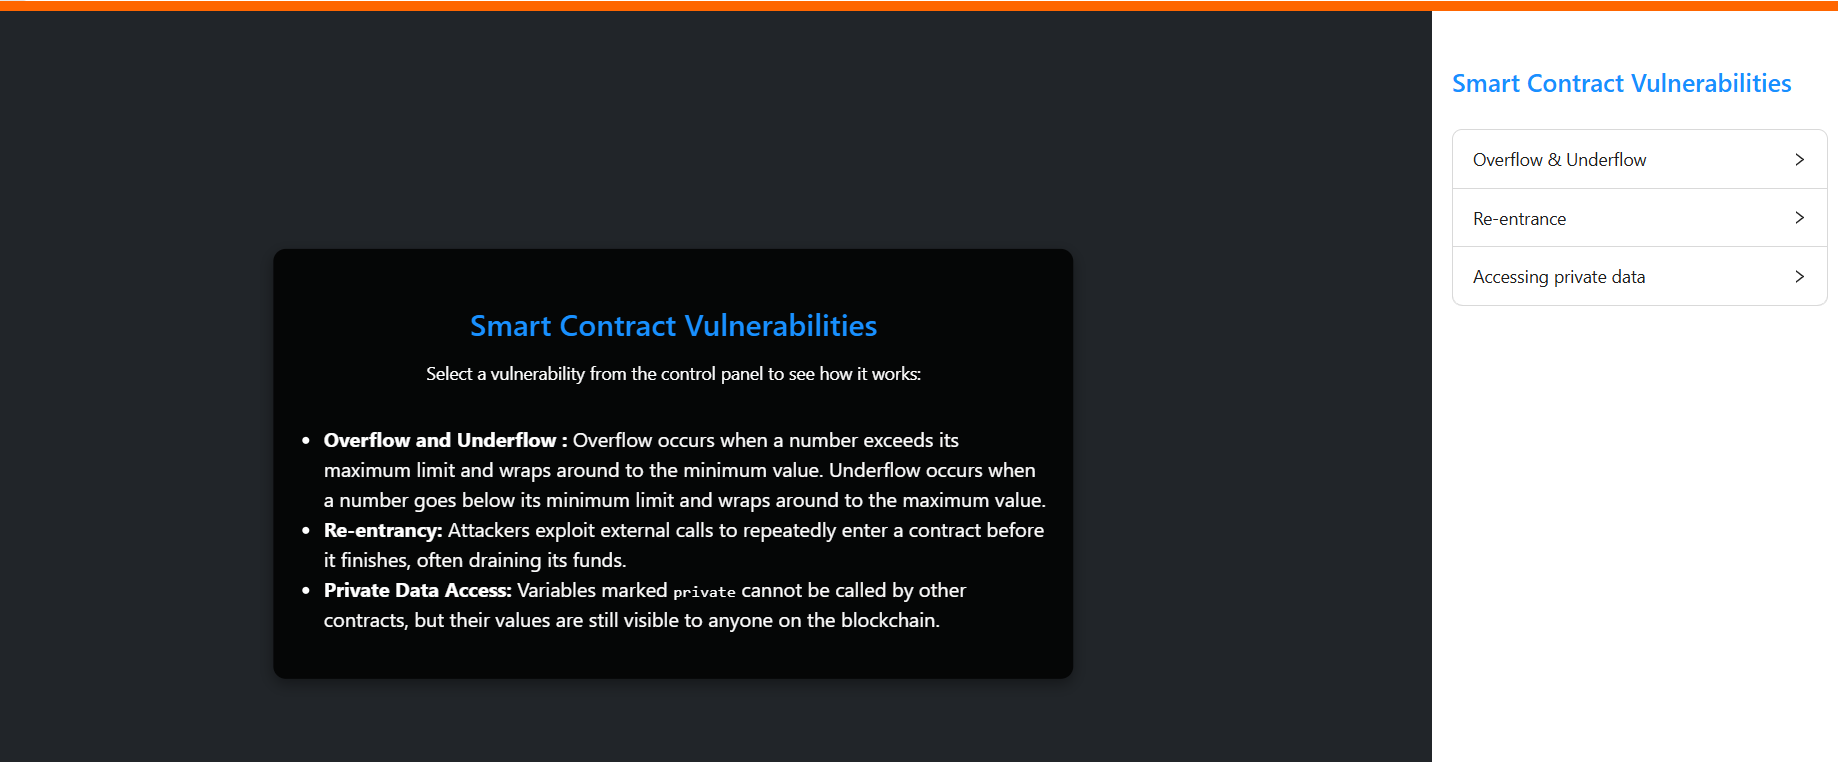 Smart Contract Vulnerabilities
Select a vulnerability from the control panel to see how it works:
• Overflow and Underflow : Overflow occurs when a number exceeds its
maximum limit and wraps around to the minimum value. Underflow occurs when
a number goes below its minimum limit and wraps around to the maximum value.
• Re-entrancy: Attackers exploit external calls to repeatedly enter a contract before
it finishes, often draining its funds.
• Private Data Access: Variables marked private cannot be called by other
contracts, but their values are still visible to anyone on the blockchain.
Smart Contract Vulnerabilities
Overflow & Underflow
Re-entrance
Accessing private data